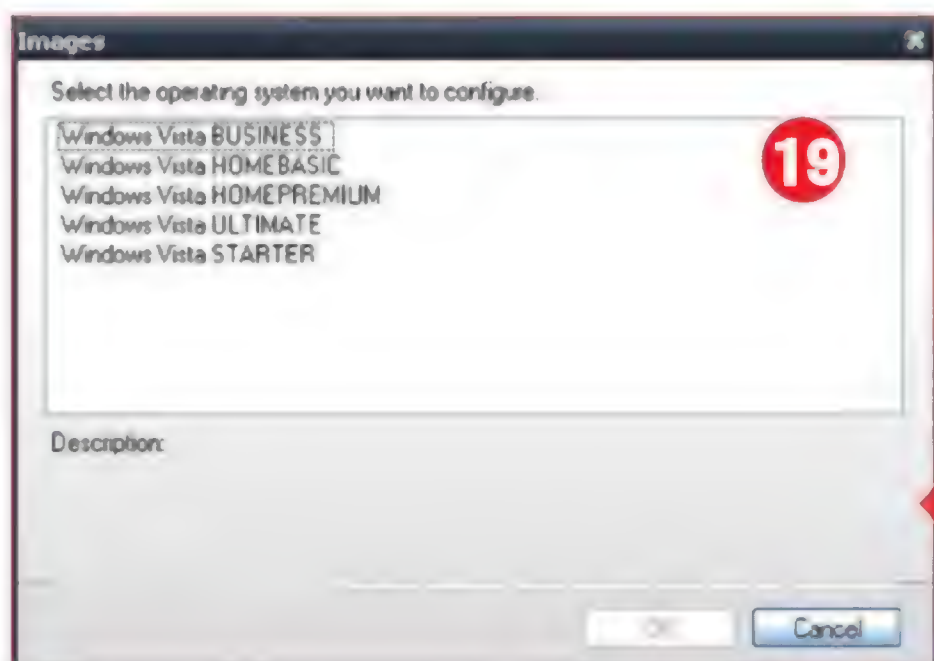 Images
Select the operating system you want to configure.
Windows Vista BUSINESS
19
Windows Vista HOMEBASIC
Windows Vista HOMEPREMIUM
Windows Vista ULTIMATE
Windows Vista STARTER
Description:
OK
Cancel